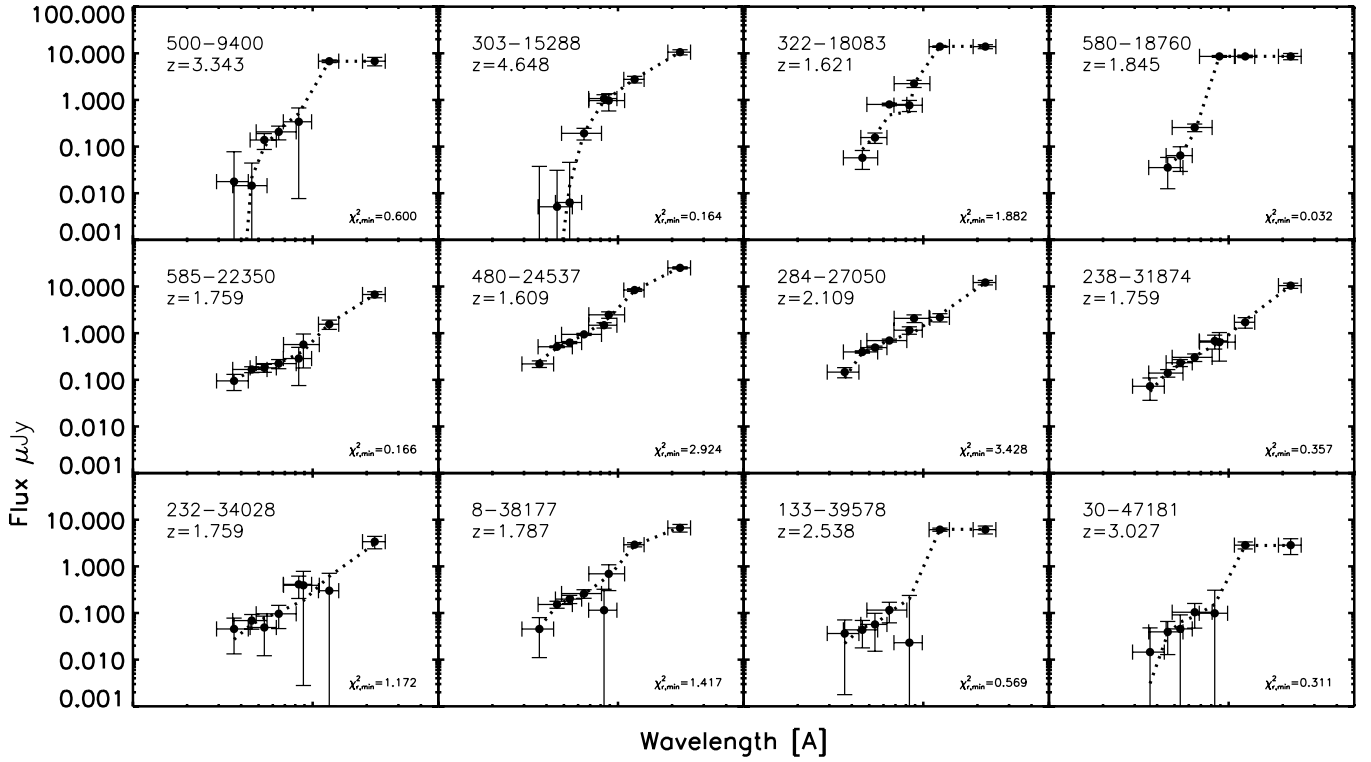 100.000
10.000
1.000
0.100
0.010
0.001
500−9400
z=3.343
χ²r,min=0.600
303−15288
z=4.648
χ²r,min=0.164
322−18083
z=1.621
χ²r,min=1.882
580−18760
z=1.845
χ²r,min=0.032
10.000
1.000
0.100
0.010
0.001
585−22350
z=1.759
χ²r,min=0.166
480−24537
z=1.609
χ²r,min=2.924
284−27050
z=2.109
χ²r,min=3.428
238−31874
z=1.759
χ²r,min=0.357
10.000
1.000
0.100
0.010
0.001
232−34028
z=1.759
χ²r,min=1.172
8−38177
z=1.787
χ²r,min=1.417
133−39578
z=2.538
χ²r,min=0.569
30−47181
z=3.027
χ²r,min=0.311
Flux μJy
Wavelength [A]